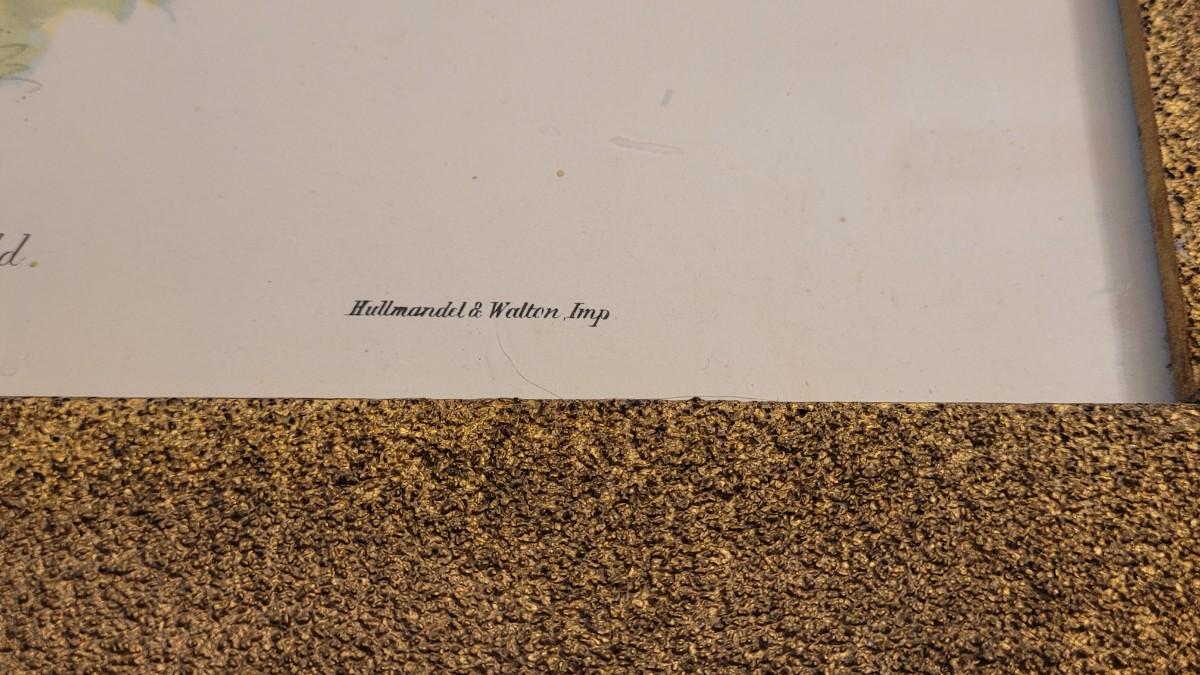 d.
Hullmandel & Walton, Imp